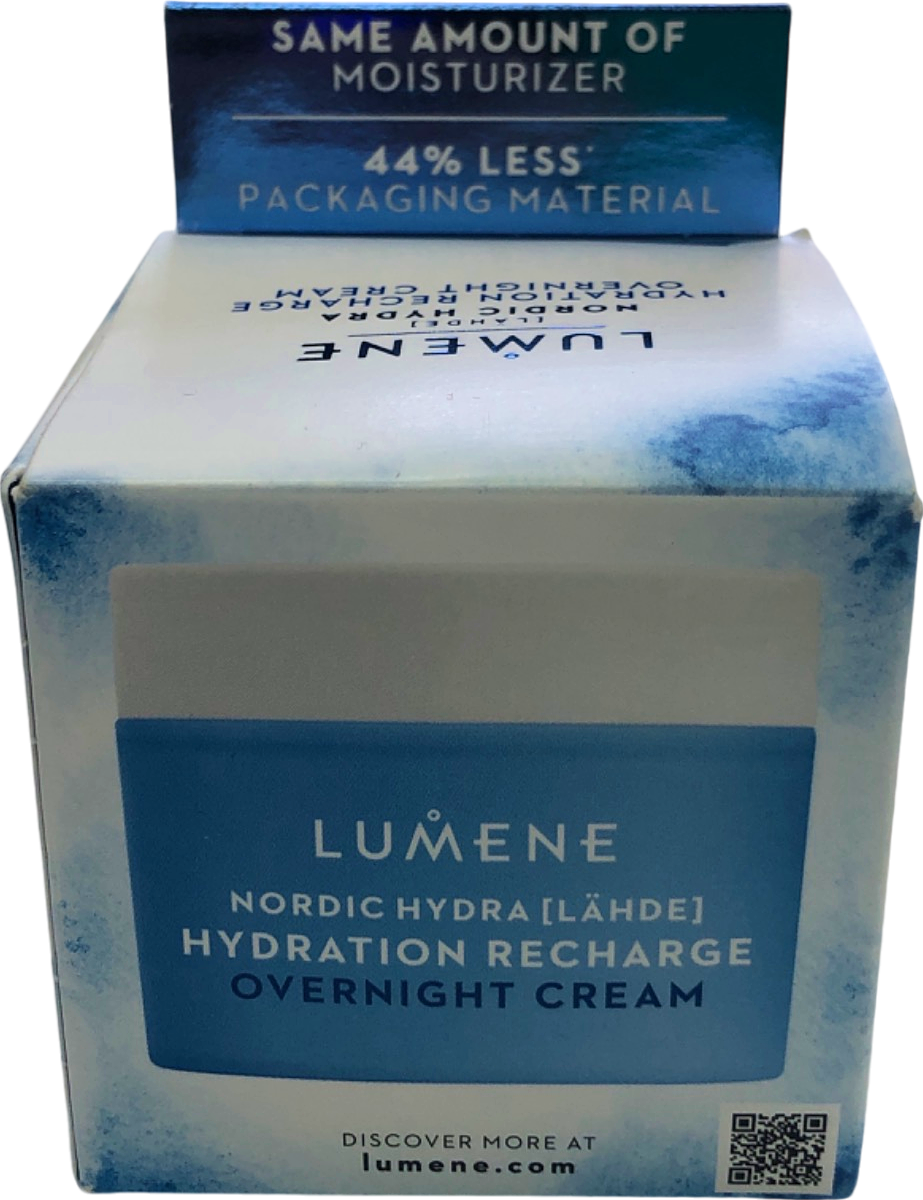 SAME AMOUNT OF
MOISTURIZER
44% LESS*
PACKAGING MATERIAL
LUMENE
[LÄHDE]
NORDIC HYDRA
HYDRATION RECHARGE
OVERNIGHT CREAM
LUMENE
NORDIC HYDRA [LÄHDE]
HYDRATION RECHARGE
OVERNIGHT CREAM
DISCOVER MORE AT
lumene.com